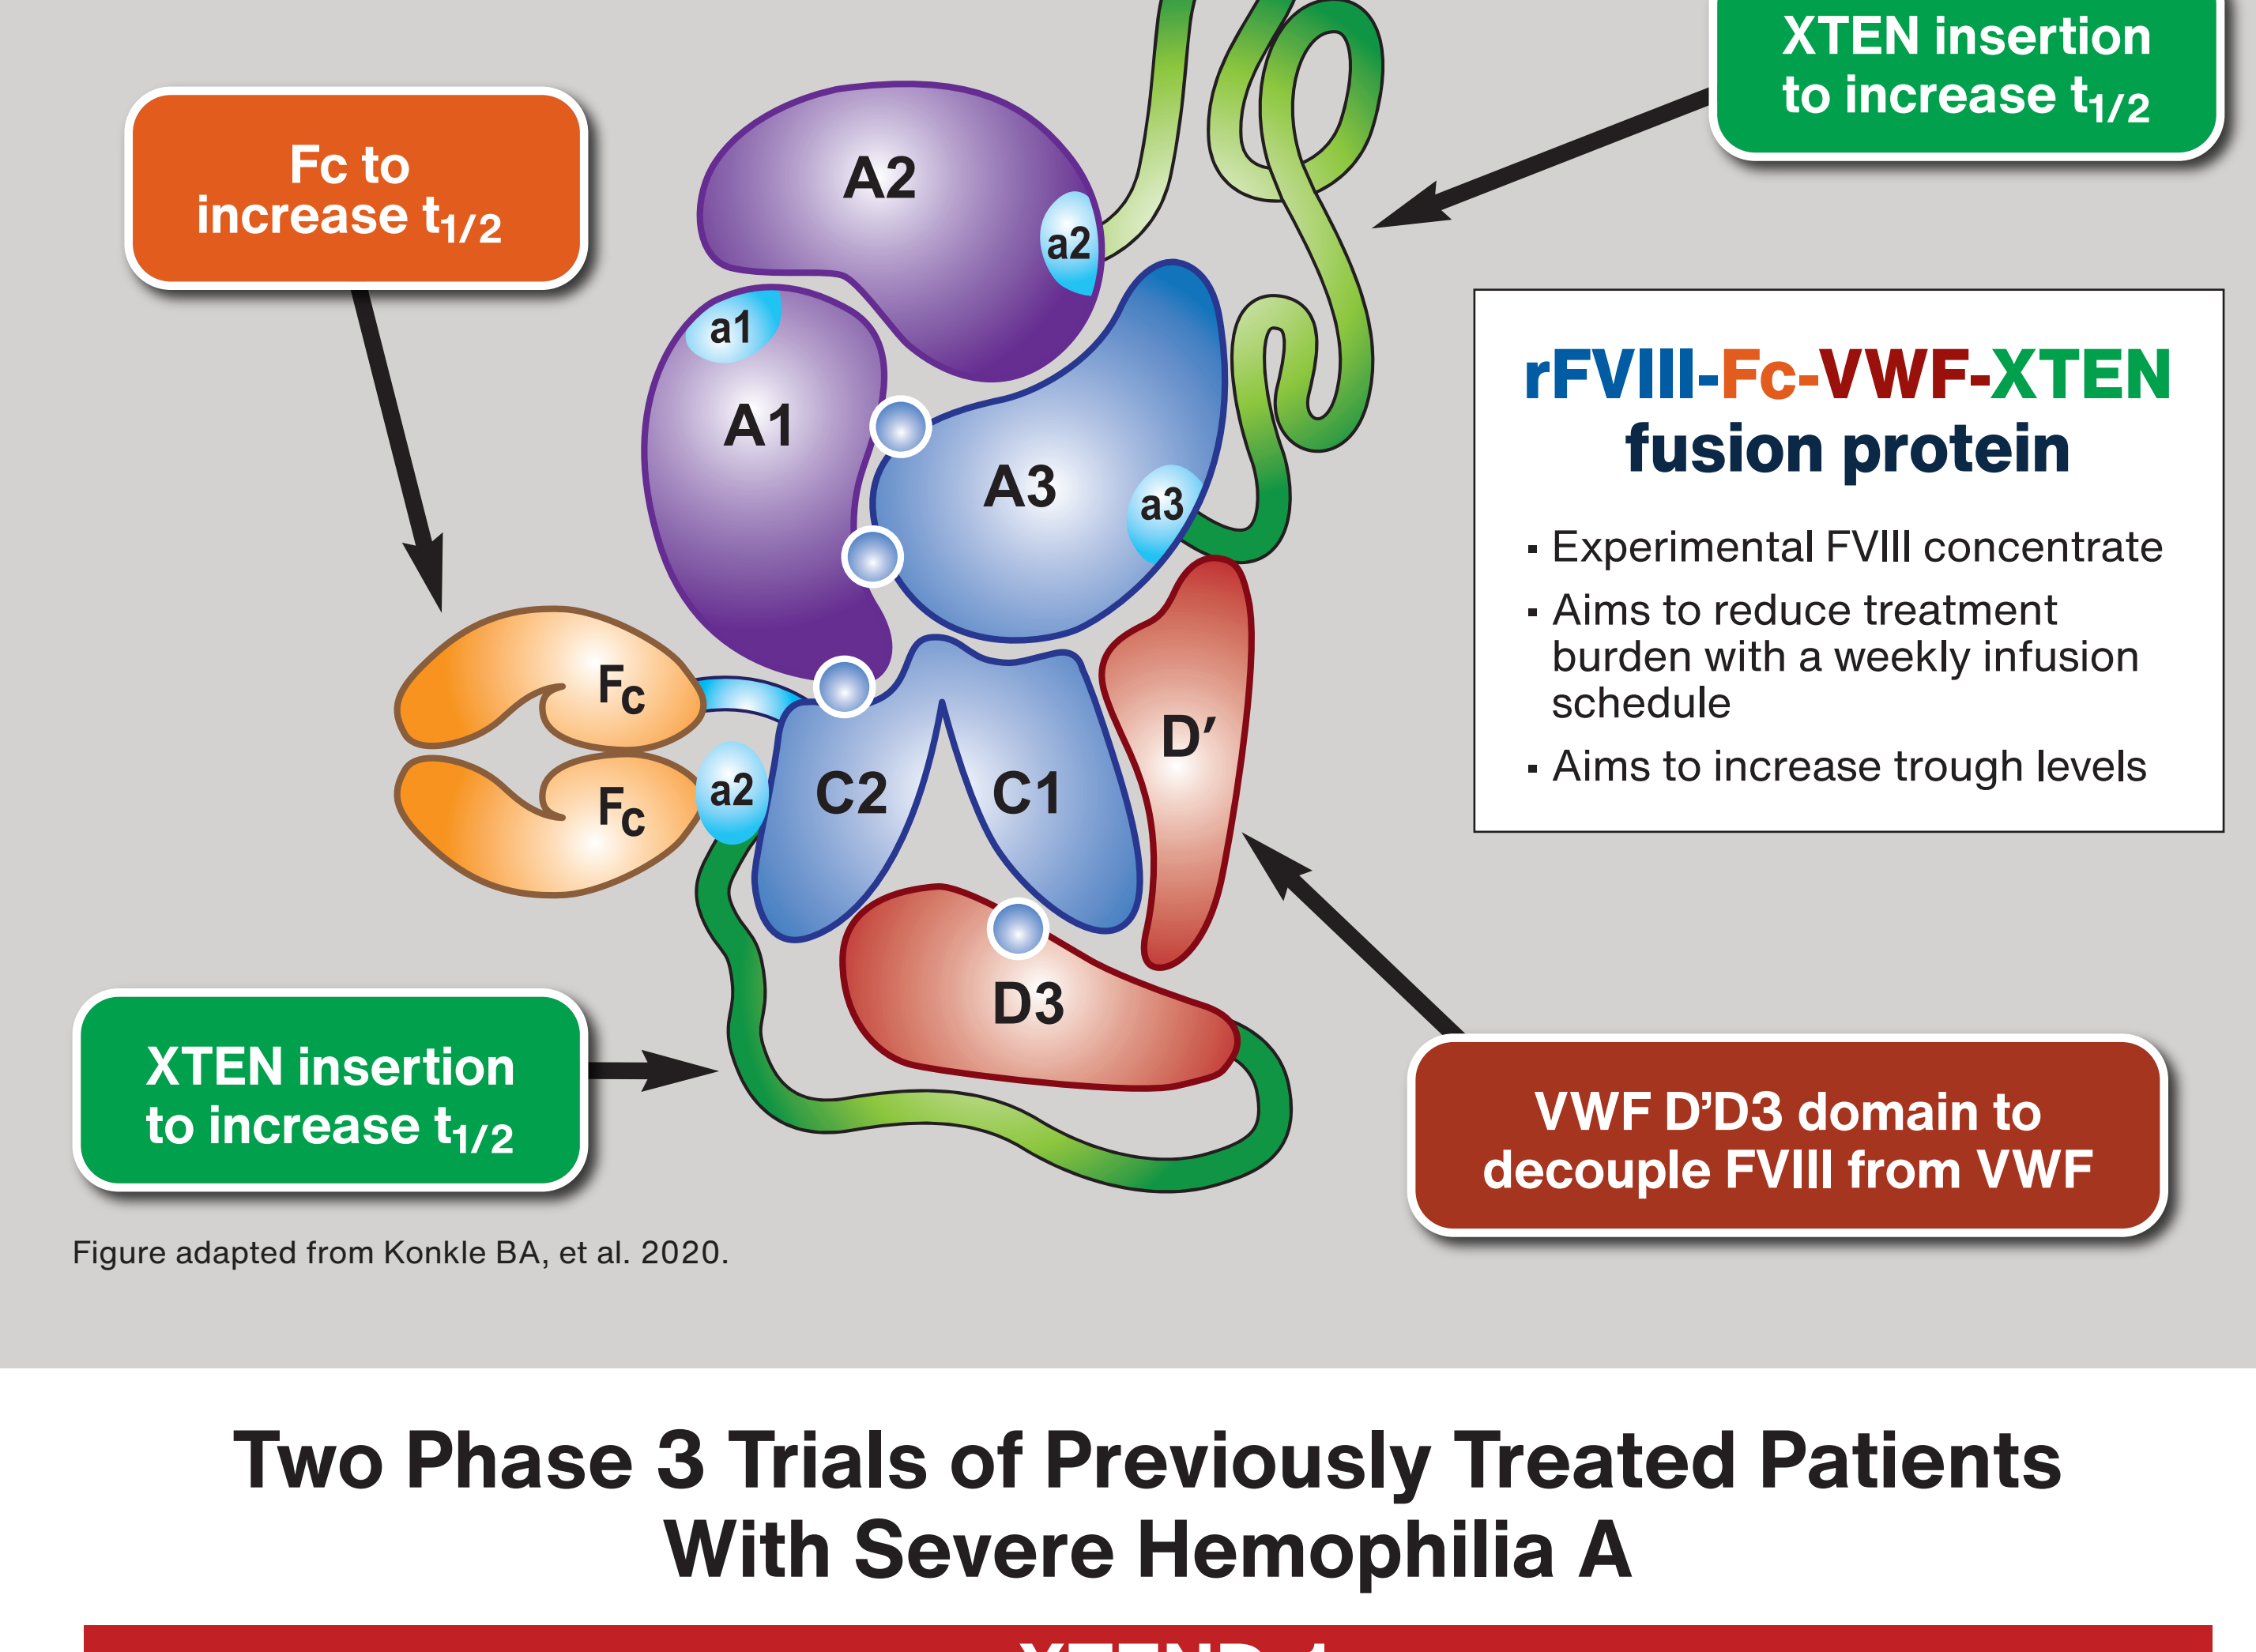 XTEN insertion
to increase t1/2
Fc to
increase t1/2
A2
a2
a1
A1
A3
a3
rFVIII-Fc-VWF-XTEN
fusion protein
▪ Experimental FVIII concentrate
▪ Aims to reduce treatment
burden with a weekly infusion
schedule
▪ Aims to increase trough levels
Fc
Fc
a2
C2
C1
D′
D3
XTEN insertion
to increase t1/2
VWF D’D3 domain to
decouple FVIII from VWF
Figure adapted from Konkle BA, et al. 2020.
Two Phase 3 Trials of Previously Treated Patients
With Severe Hemophilia A
XTEND-1